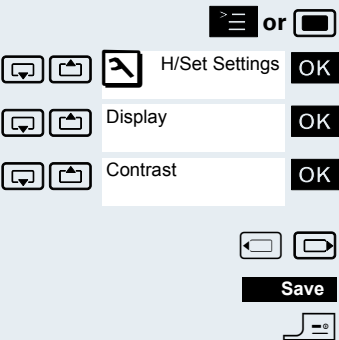 or
H/Set Settings OK
Display OK
Contrast OK
Save